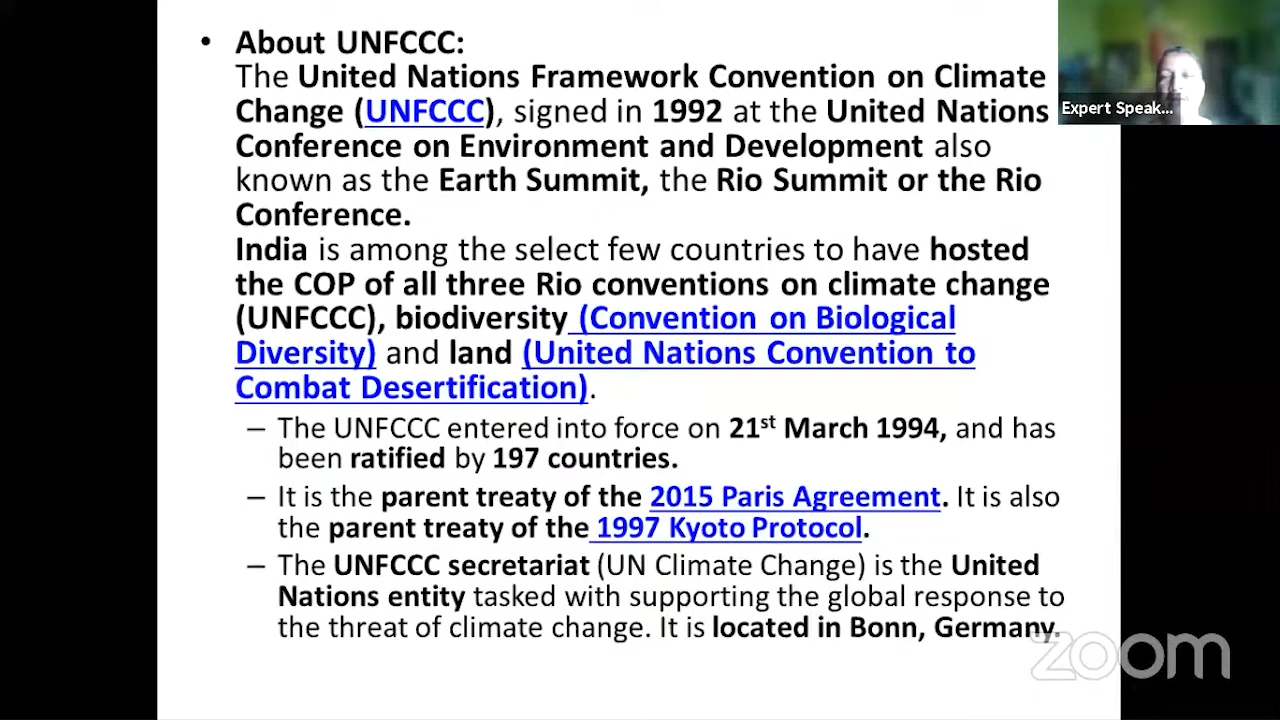 • About UNFCCC:
The United Nations Framework Convention on Climate
Change (UNFCCC), signed in 1992 at the United Nations
Conference on Environment and Development also
known as the Earth Summit, the Rio Summit or the Rio
Conference.
India is among the select few countries to have hosted
the COP of all three Rio conventions on climate change
(UNFCCC), biodiversity (Convention on Biological
Diversity) and land (United Nations Convention to
Combat Desertification).
– The UNFCCC entered into force on 21st March 1994, and has
been ratified by 197 countries.
– It is the parent treaty of the 2015 Paris Agreement. It is also
the parent treaty of the 1997 Kyoto Protocol.
– The UNFCCC secretariat (UN Climate Change) is the United
Nations entity tasked with supporting the global response to
the threat of climate change. It is located in Bonn, Germany.
Expert Speak...
zoom